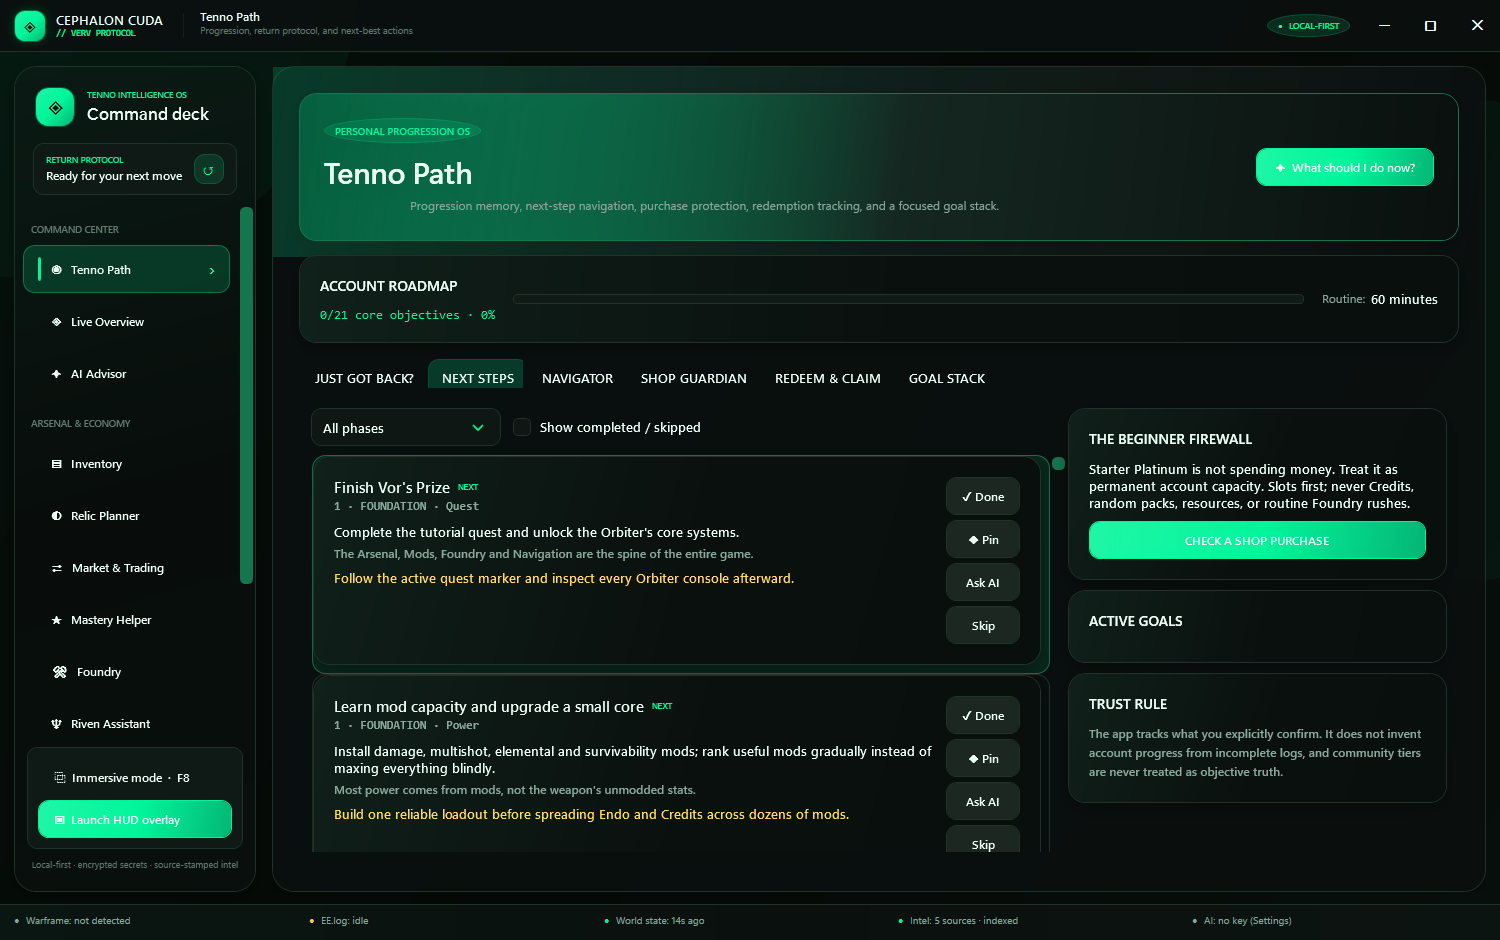 CEPHALON CUDA
// VERV PROTOCOL
Tenno Path
Progression, return protocol, and next-best actions
LOCAL-FIRST
TENNO INTELLIGENCE OS
Command deck
RETURN PROTOCOL
Ready for your next move
COMMAND CENTER
Tenno Path
Live Overview
AI Advisor
ARSENAL & ECONOMY
Inventory
Relic Planner
Market & Trading
Mastery Helper
Foundry
Riven Assistant
Immersive mode · F8
Launch HUD overlay
Local-first · encrypted secrets · source-stamped intel
PERSONAL PROGRESSION OS
Tenno Path
Progression memory, next-step navigation, purchase protection, redemption tracking, and a focused goal stack.
What should I do now?
ACCOUNT ROADMAP
0/21 core objectives · 0%
Routine: 60 minutes
JUST GOT BACK?
NEXT STEPS
NAVIGATOR
SHOP GUARDIAN
REDEEM & CLAIM
GOAL STACK
All phases
Show completed / skipped
Finish Vor's Prize NEXT
1 · FOUNDATION · Quest
Complete the tutorial quest and unlock the Orbiter's core systems.
The Arsenal, Mods, Foundry and Navigation are the spine of the entire game.
Follow the active quest marker and inspect every Orbiter console afterward.
✓ Done
◆ Pin
Ask AI
Skip
Learn mod capacity and upgrade a small core NEXT
1 · FOUNDATION · Power
Install damage, multishot, elemental and survivability mods; rank useful mods gradually instead of
maxing everything blindly.
Most power comes from mods, not the weapon's unmodded stats.
Build one reliable loadout before spreading Endo and Credits across dozens of mods.
✓ Done
◆ Pin
Ask AI
Skip
THE BEGINNER FIREWALL
Starter Platinum is not spending money. Treat it as
permanent account capacity. Slots first; never Credits,
random packs, resources, or routine Foundry rushes.
CHECK A SHOP PURCHASE
ACTIVE GOALS
TRUST RULE
The app tracks what you explicitly confirm. It does not invent
account progress from incomplete logs, and community tiers
are never treated as objective truth.
Warframe: not detected
EE.log: idle
World state: 14s ago
Intel: 5 sources · indexed
AI: no key (Settings)